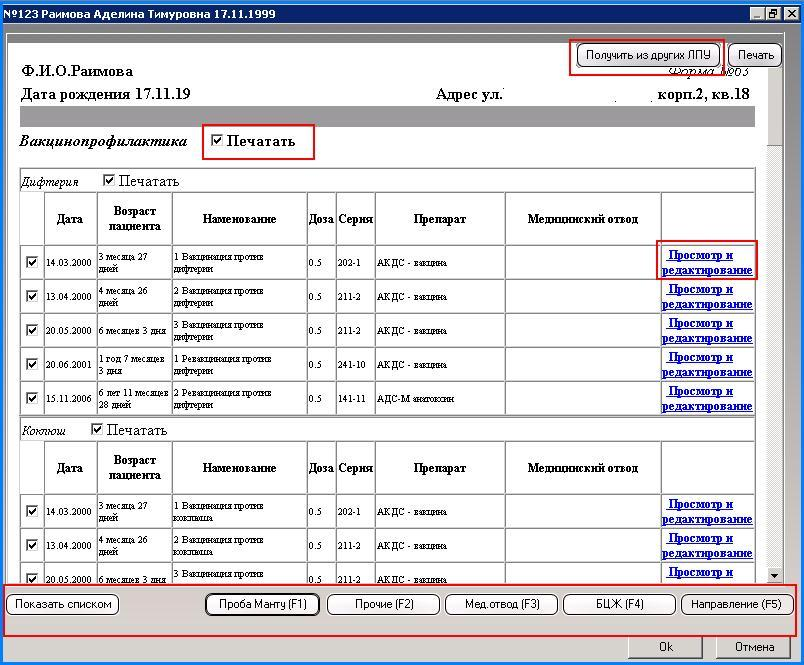 №123 Раимова Аделина Тимуровна 17.11.1999
Получить из других ЛПУ Печать
Форма №63
Ф.И.О.Раимова
Дата рождения 17.11.19 Адрес ул. корп.2, кв.18
Вакцинопрофилактика Печатать
Дифтерия Печатать
Дата Возраст пациента Наменование Доза Серия Препарат Медицинский отвод
14.03.2000 3 месяца 27 дней 1 Вакцинация против дифтерии 0.5 202-1 АКДС - вакцина Просмотр и редактирование
13.04.2000 4 месяца 26 дней 2 Вакцинация против дифтерии 0.5 211-2 АКДС - вакцина Просмотр и редактирование
20.05.2000 6 месяцев 3 дня 3 Вакцинация против дифтерии 0.5 211-2 АКДС - вакцина Просмотр и редактирование
20.06.2001 1 год 7 месяцев 3 дня 1 Ревакцинация против дифтерии 0.5 241-10 АКДС - вакцина Просмотр и редактирование
15.11.2006 6 лет 11 месяцев 28 дней 2 Ревакцинация против дифтерии 0.5 141-11 АДС-М анатоксин Просмотр и редактирование
Коклюш Печатать
Дата Возраст пациента Наменование Доза Серия Препарат Медицинский отвод
14.03.2000 3 месяца 27 дней 1 Вакцинация против коклюша 0.5 202-1 АКДС - вакцина Просмотр и редактирование
13.04.2000 4 месяца 26 дней 2 Вакцинация против коклюша 0.5 211-2 АКДС - вакцина Просмотр и редактирование
20.05.2000 6 месяцев 3 дня 3 Вакцинация против 0.5 211-2 АКДС - вакцина Просмотр и
Показать списком Проба Манту (F1) Прочие (F2) Мед.отвод (F3) БЦЖ (F4) Направление (F5)
Ok Отмена